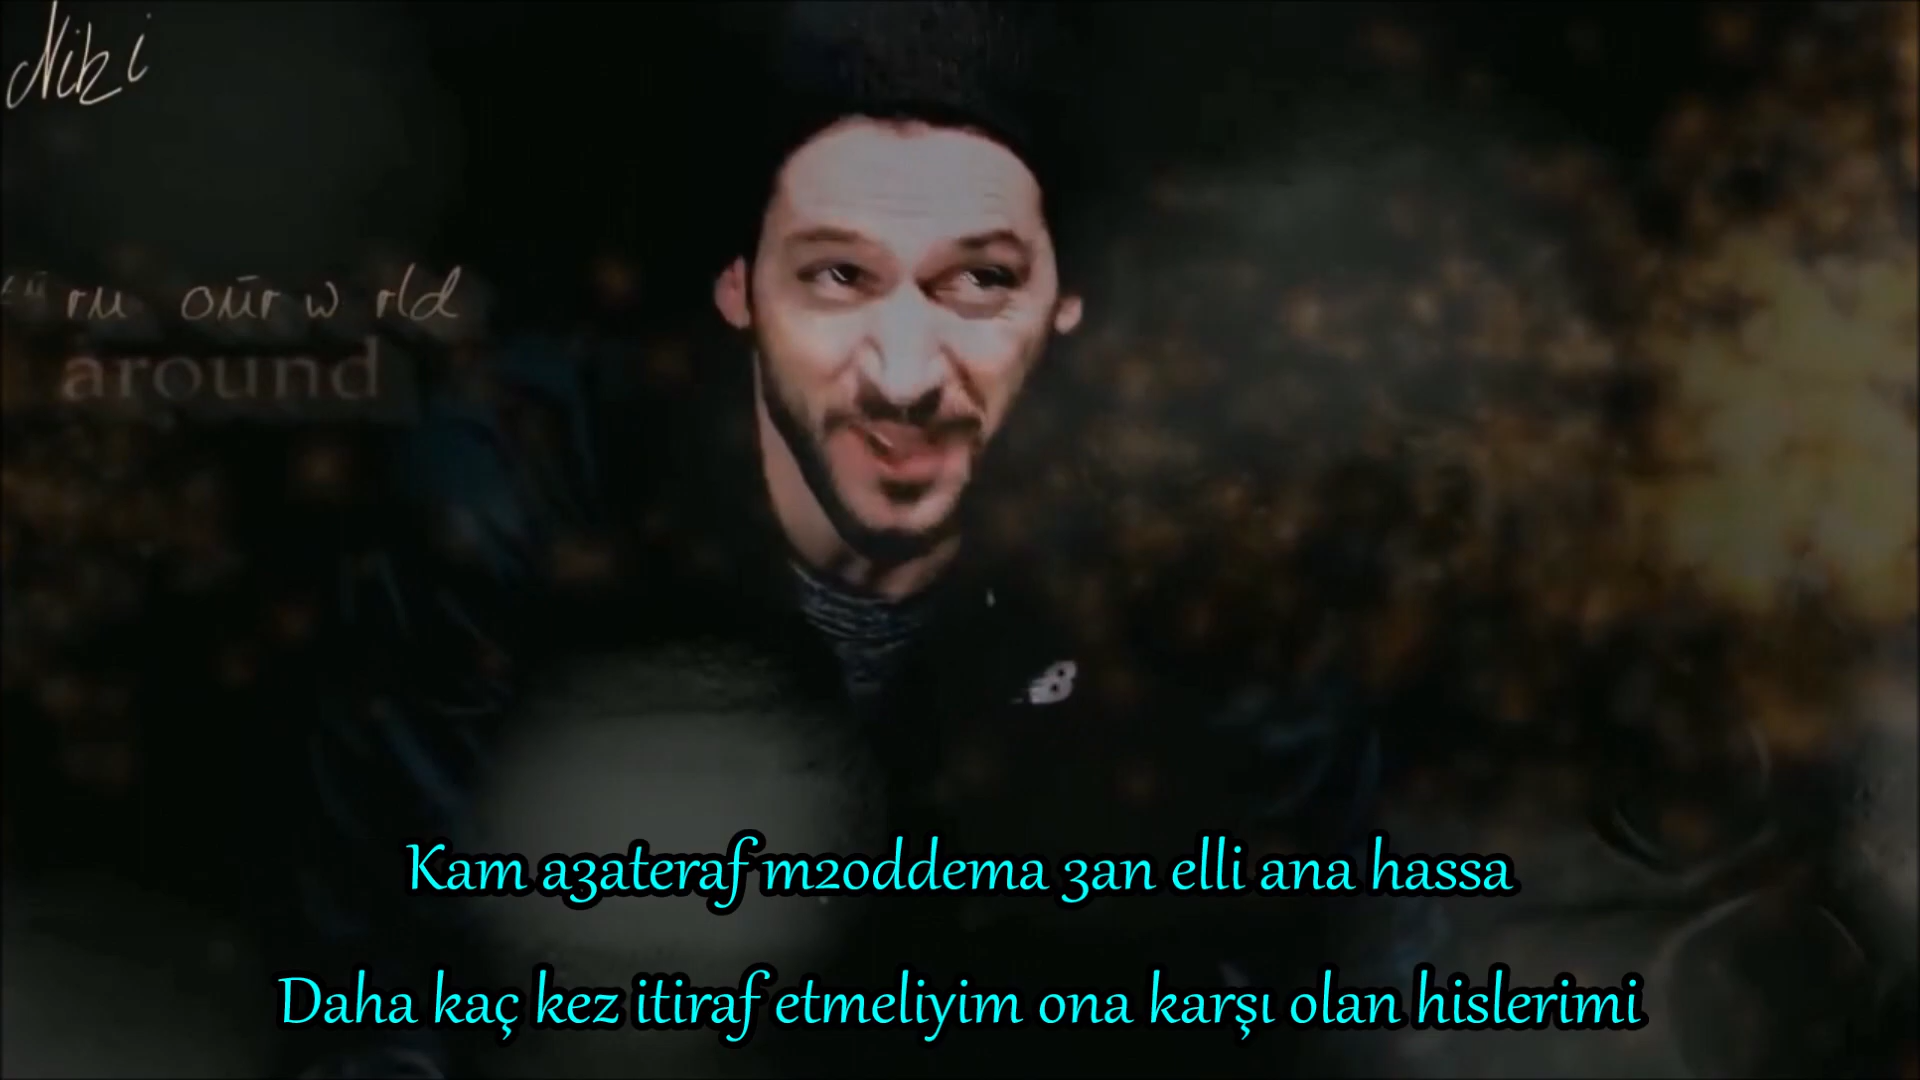 Niki
ru our w rld
around
Kam a3ateraf m2oddema 3an elli ana hassa
Daha kaç kez itiraf etmeliyim ona karşı olan hislerimi